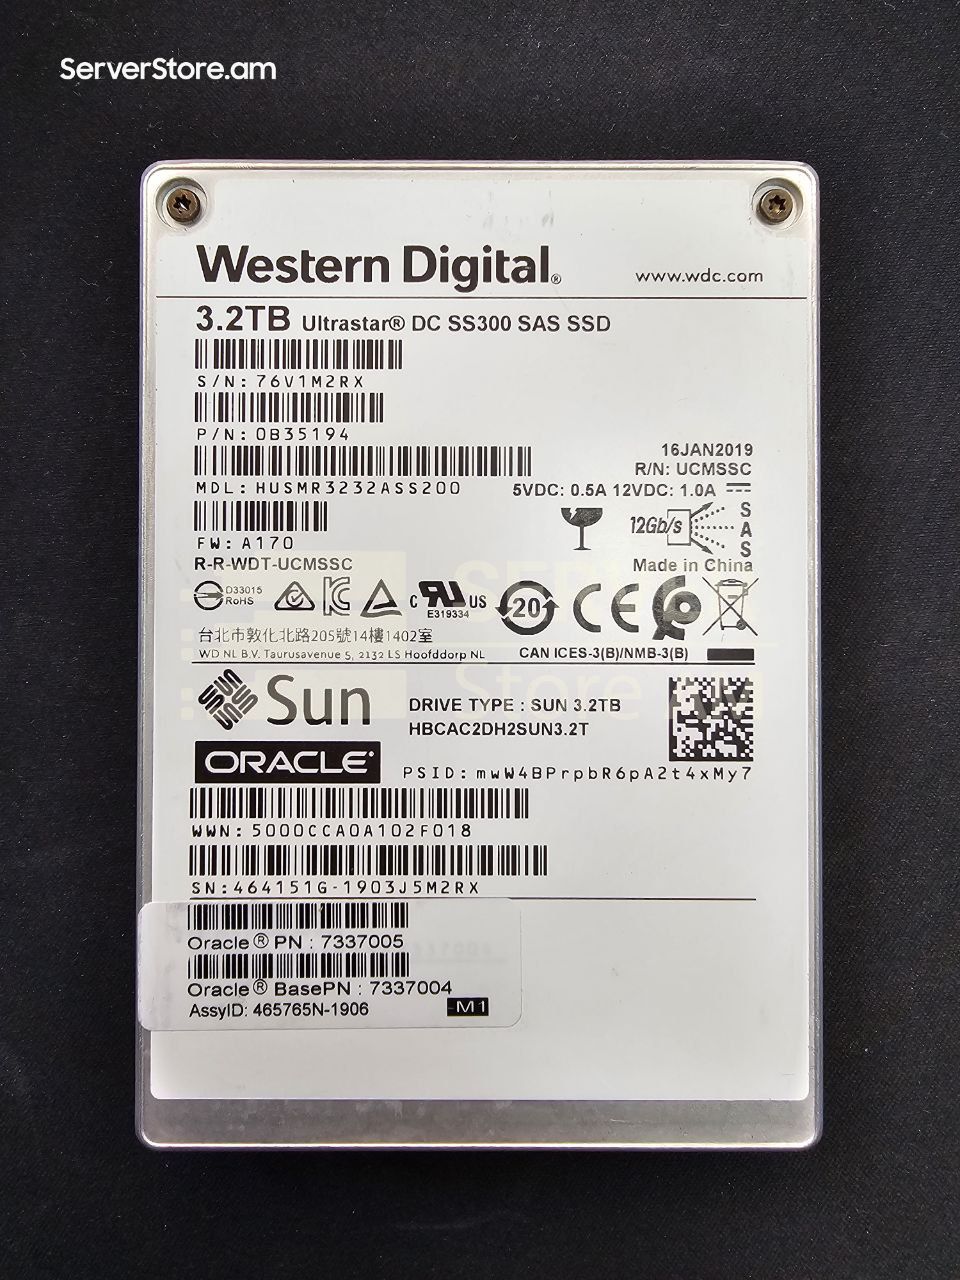 ServerStore.am
Western Digital®
www.wdc.com
3.2TB Ultrastar® DC SS300 SAS SSD
S/N: 76V1M2RX
P/N: 0B35194
16JAN2019
R/N: UCMSSC
MDL: HUSMR3232ASS200
5VDC: 0.5A 12VDC: 1.0A
12Gb/s
SAS
FW: A170
R-R-WDT-UCMSSC
Made in China
D33015
RoHS
c RU US
E319334
20
CE
台北市敦化北路205號14樓1402室
WD NL B.V. Taurusavenue 5, 2132 LS Hoofddorp NL
CAN ICES-3(B)/NMB-3(B)
Sun
DRIVE TYPE : SUN 3.2TB
HBCAC2DH2SUN3.2T
ORACLE®
PSID: mwW4BPrpbR6pA2t4xMy7
WWN: 5000CCA0A102F018
SN:464151G-1903J5M2RX
Oracle® PN : 7337005
Oracle® BasePN : 7337004
AssyID: 465765N-1906
-M1